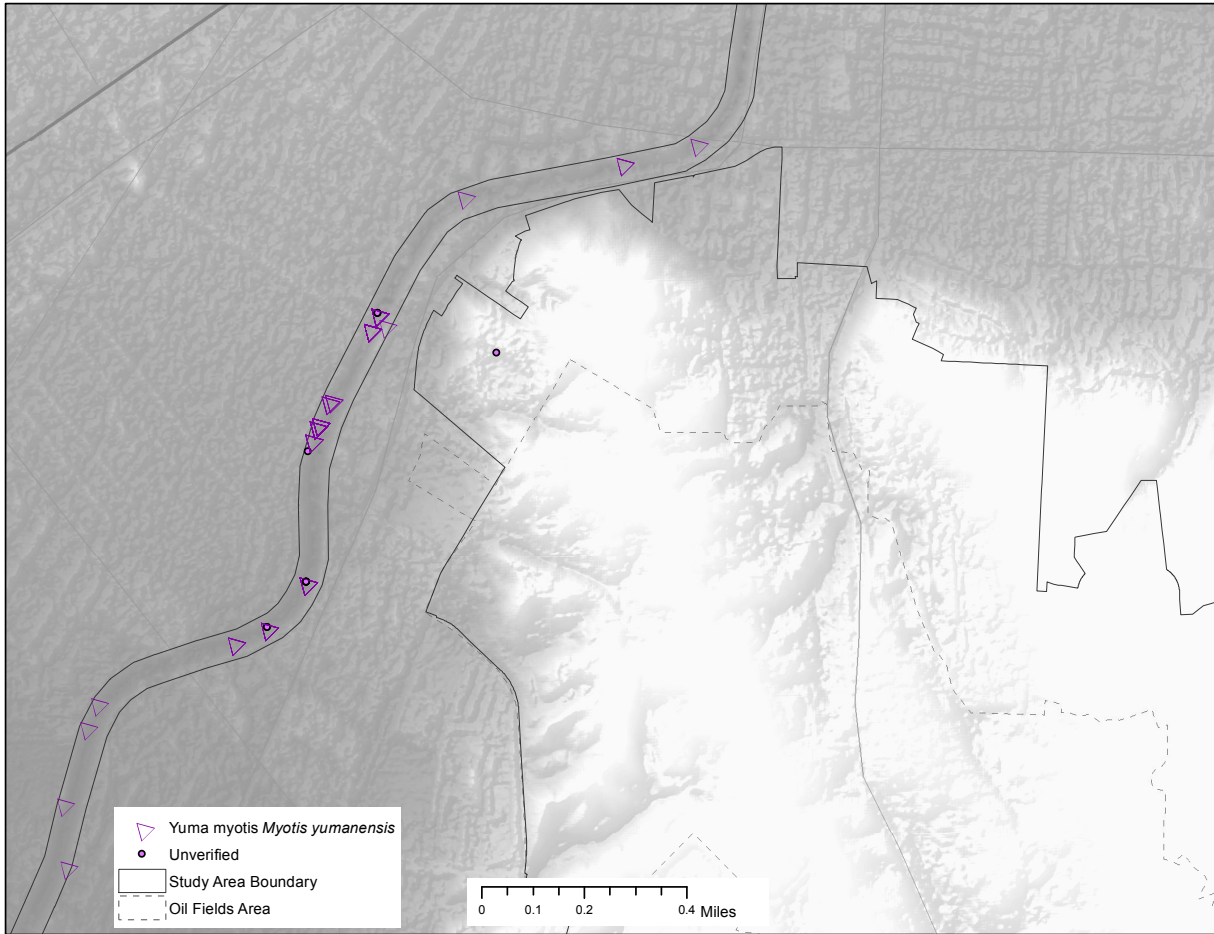 Yuma myotis Myotis yumanensis
Unverified
Study Area Boundary
Oil Fields Area
0 0.1 0.2 0.4 Miles